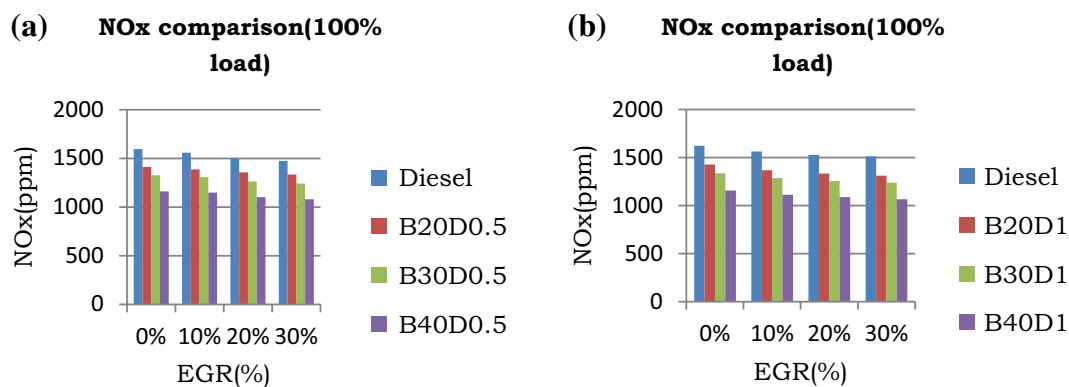 (a) NOx comparison(100%
load)
2000
1500
1000
500
0
NOx(ppm)
0% 10% 20% 30%
EGR(%)
Diesel
B20D0.5
B30D0.5
B40D0.5
(b) NOx comparison(100%
load)
2000
1500
1000
500
0
NOx(ppm)
0% 10% 20% 30%
EGR(%)
Diesel
B20D1
B30D1
B40D1